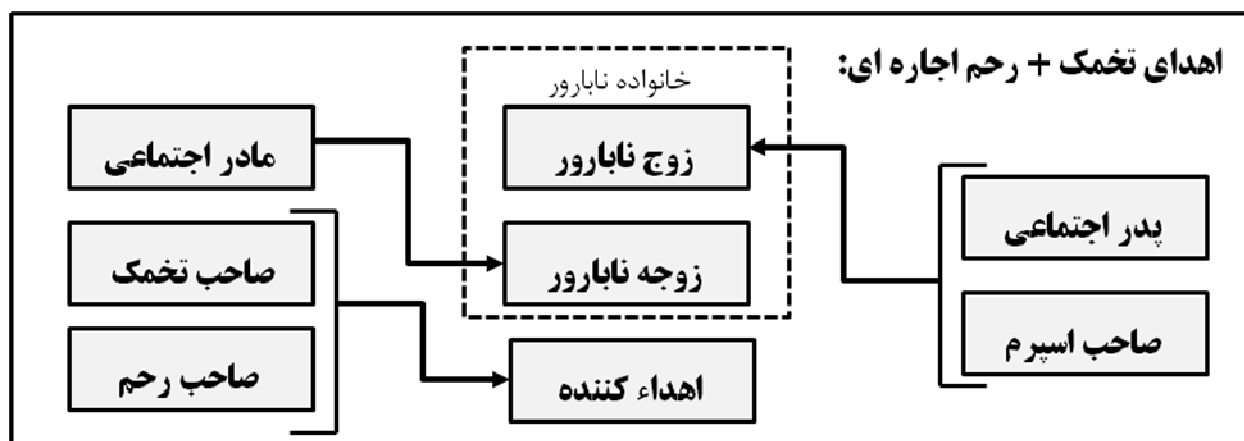 اهدای تخمک + رحم اجاره ای:
خانواده نابارور
زوج نابارور
مادر اجتماعی
پدر اجتماعی
زوجه نابارور
صاحب تخمک
صاحب اسپرم
اهداء کننده
صاحب رحم